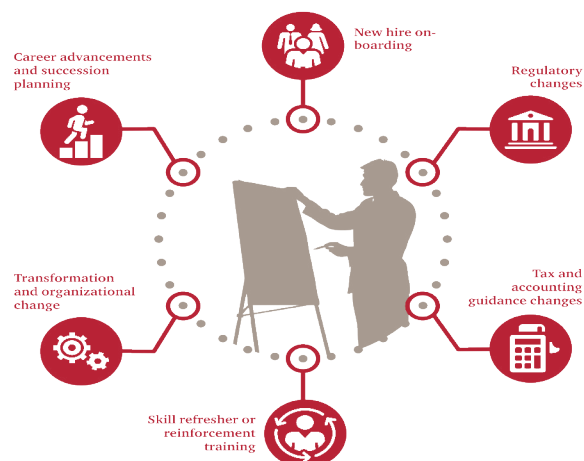 New hire on-
boarding
Career advancements
and succession
planning
Regulatory
changes
Transformation
and organizational
change
Tax and
accounting
guidance changes
Skill refresher or
reinforcement
training